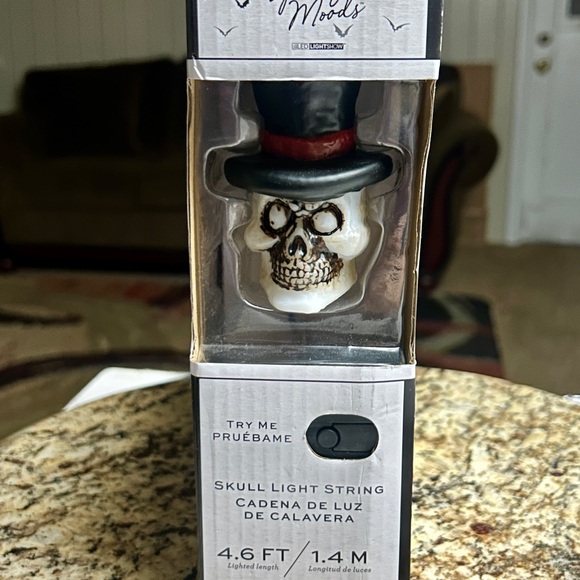 Moods
LED LIGHTSHOW
TRY ME
PRUÉBAME
SKULL LIGHT STRING
CADENA DE LUZ
DE CALAVERA
4.6 FT / 1.4 M
Lighted length Longitud de luces